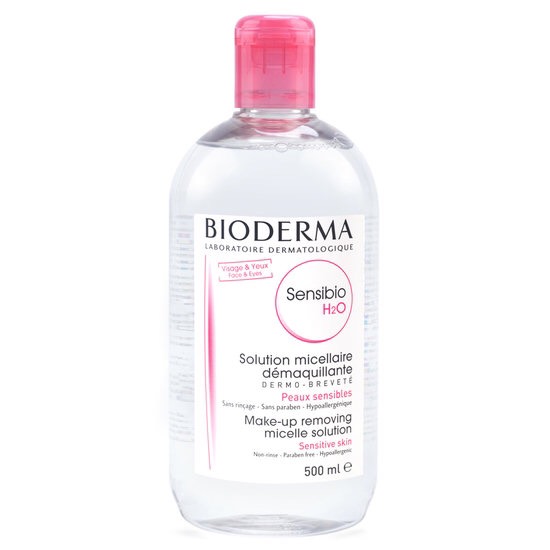 BIODERMA
LABORATOIRE DERMATOLOGIQUE
Visage & Yeux
Face & Eyes
Sensibio
H2O
Solution micellaire
démaquillante
DERMO-BREVETÉ
Peaux sensibles
Sans rinçage - Sans paraben - Hypoallergénique
Make-up removing
micelle solution
Sensitive skin
Non-rinse - Paraben free - Hypoallergenic
500 ml e